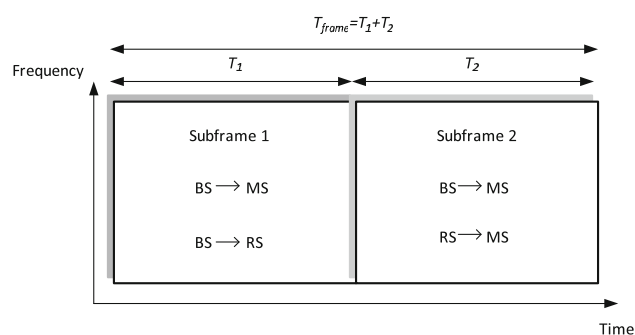 T_frame=T_1+T_2
Frequency
T_1
T_2
Subframe 1
Subframe 2
BS → MS
BS → MS
BS → RS
RS → MS
Time